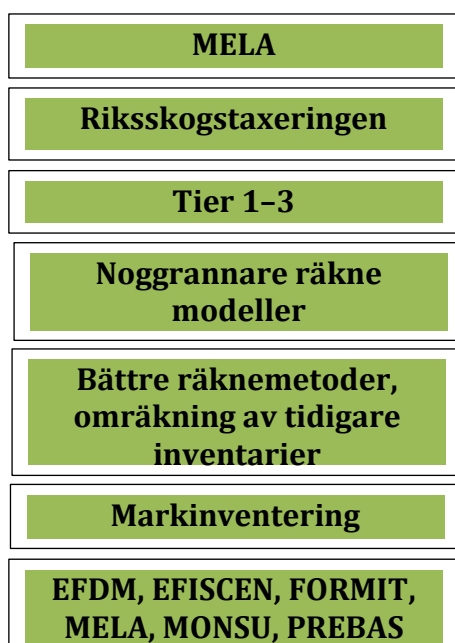 MELA
Riksskogstaxeringen
Tier 1–3
Noggrannare räkne
modeller
Bättre räknemetoder,
omräkning av tidigare
inventarier
Markinventering
EFDM, EFISCEN, FORMIT,
MELA, MONSU, PREBAS